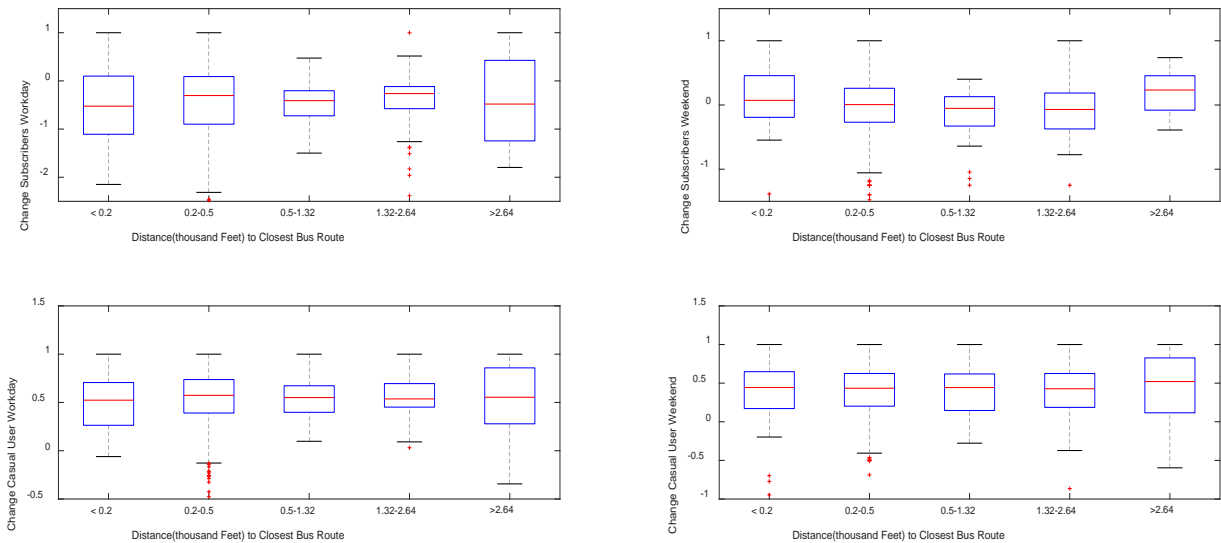 1
0
-1
-2
Change Subscribers Workday
< 0.2 0.2-0.5 0.5-1.32 1.32-2.64 >2.64
Distance(thousand Feet) to Closest Bus Route
1
0
-1
Change Subscribers Weekend
< 0.2 0.2-0.5 0.5-1.32 1.32-2.64 >2.64
Distance(thousand Feet) to Closest Bus Route
1.5
1
0.5
0
-0.5
Change Casual User Workday
< 0.2 0.2-0.5 0.5-1.32 1.32-2.64 >2.64
Distance(thousand Feet) to Closest Bus Route
1.5
1
0.5
0
-0.5
-1
Change Casual User Weekend
< 0.2 0.2-0.5 0.5-1.32 1.32-2.64 >2.64
Distance(thousand Feet) to Closest Bus Route